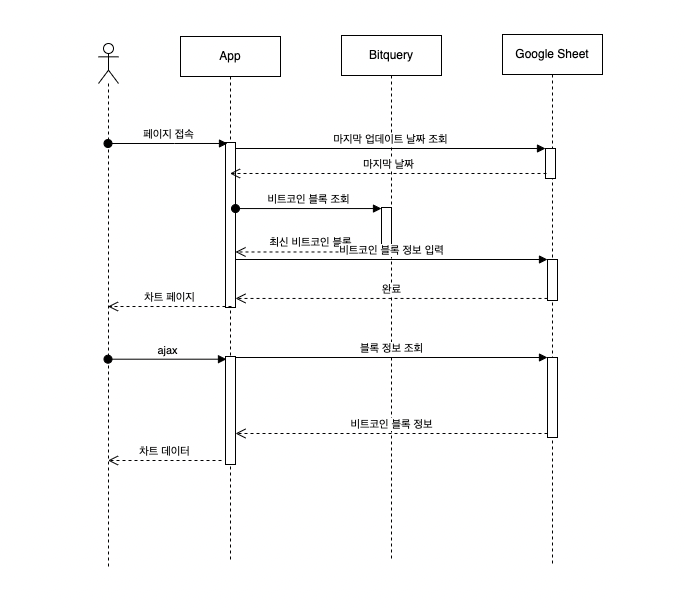 App
Bitquery
Google Sheet
페이지 접속
마지막 업데이트 날짜 조회
마지막 날짜
비트코인 블록 조회
최신 비트코인 블록
비트코인 블록 정보 입력
완료
차트 페이지
ajax
블록 정보 조회
비트코인 블록 정보
차트 데이터